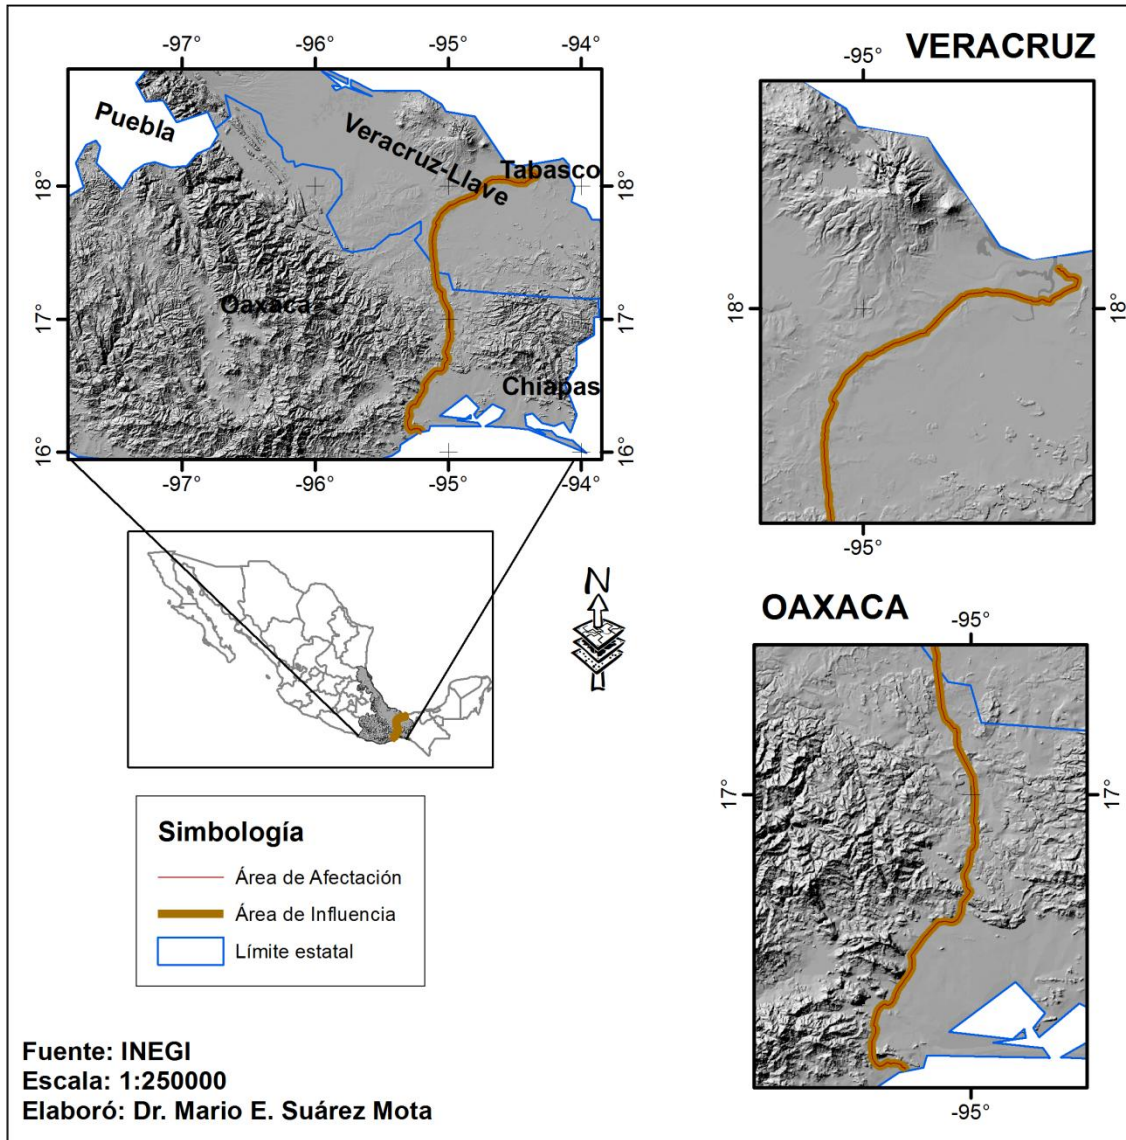 -97°
-96°
-95°
-94°
Puebla
Veracruz-Llave
Tabasco
18°
18°
Oaxaca
17°
17°
Chiapas
16°
16°
-97°
-96°
-95°
-94°
VERACRUZ
-95°
18°
18°
-95°
N
OAXACA
-95°
17°
17°
-95°
Simbología
Área de Afectación
Área de Influencia
Límite estatal
Fuente: INEGI
Escala: 1:250000
Elaboró: Dr. Mario E. Suárez Mota